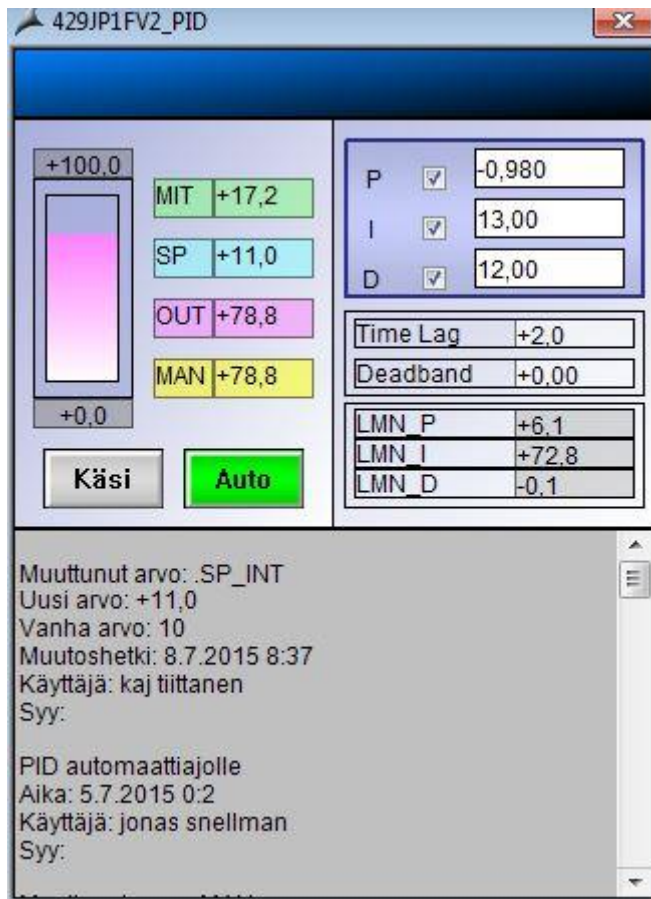 429JP1FV2_PID
+100,0
MIT +17,2
SP +11,0
OUT +78,8
MAN +78,8
+0,0
Käsi Auto
P -0,980
I 13,00
D 12,00
Time Lag +2,0
Deadband +0,00
LMN_P +6,1
LMN_I +72,8
LMN_D -0,1
Muuttunut arvo: .SP_INT
Uusi arvo: +11,0
Vanha arvo: 10
Muutoshetki: 8.7.2015 8:37
Käyttäjä: kaj tiittanen
Syy:
PID automaattiajolle
Aika: 5.7.2015 0:2
Käyttäjä: jonas snellman
Syy: